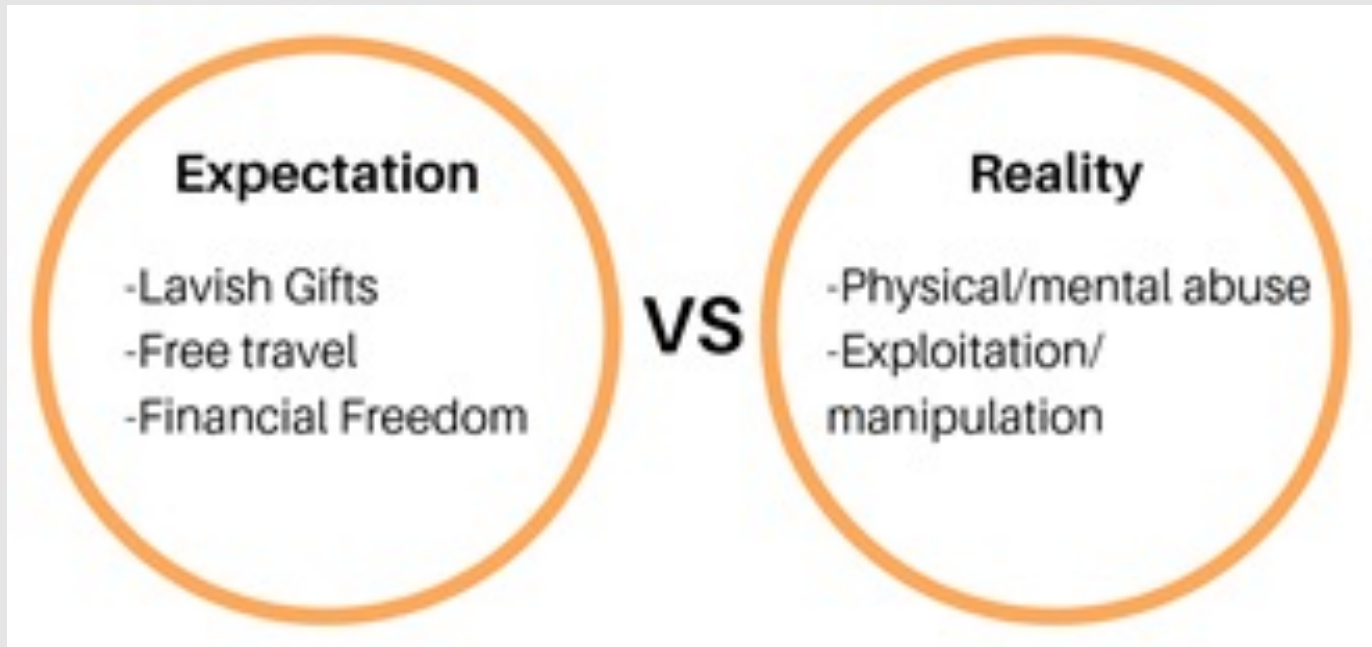 Expectation
-Lavish Gifts
-Free travel
-Financial Freedom
VS
Reality
-Physical/mental abuse
-Exploitation/
manipulation